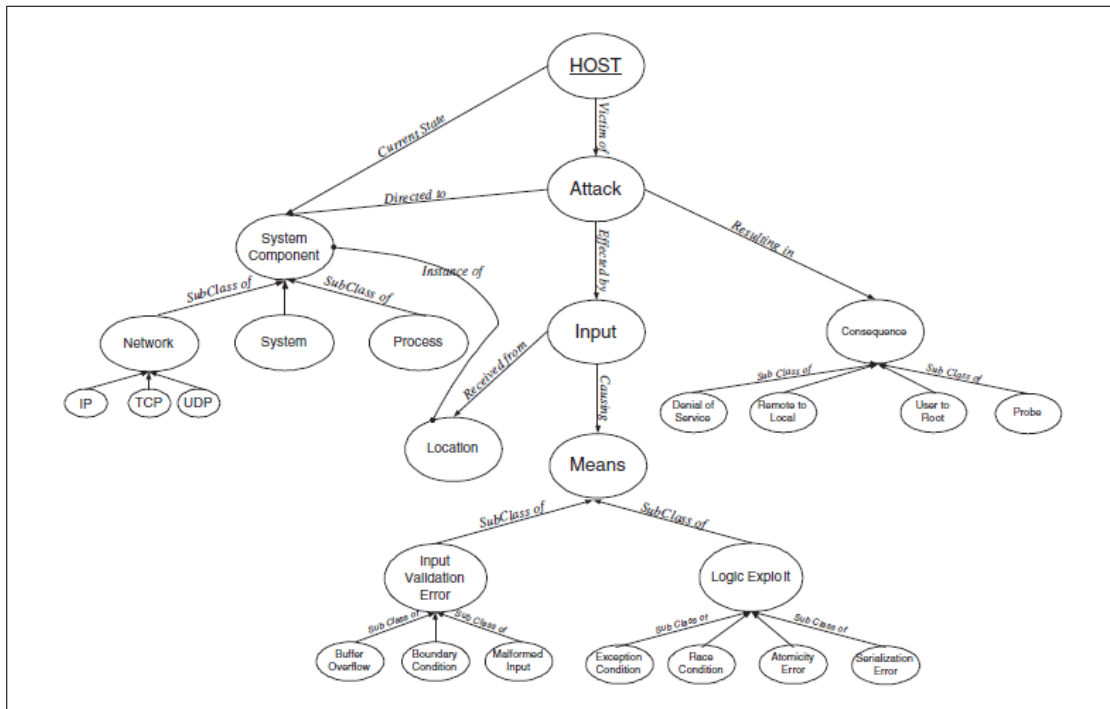 HOST
Current State
Victim of
Attack
Directed to
Effected by
Resulting in
System
Component
Instance of
SubClass of
SubClass of
Network
System
Process
Input
Consequence
Received from
Causing
Sub Class of
Sub Class of
IP
TCP
UDP
Denial of
Service
Remote to
Local
User to
Root
Probe
Location
Means
SubClass of
SubClass of
Input
Validation
Error
Logic Exploit
Sub Class of
Sub Class of
Sub Class of
Sub Class of
Buffer
Overflow
Boundary
Condition
Malformed
Input
Exception
Condition
Race
Condition
Atomicity
Error
Serialization
Error